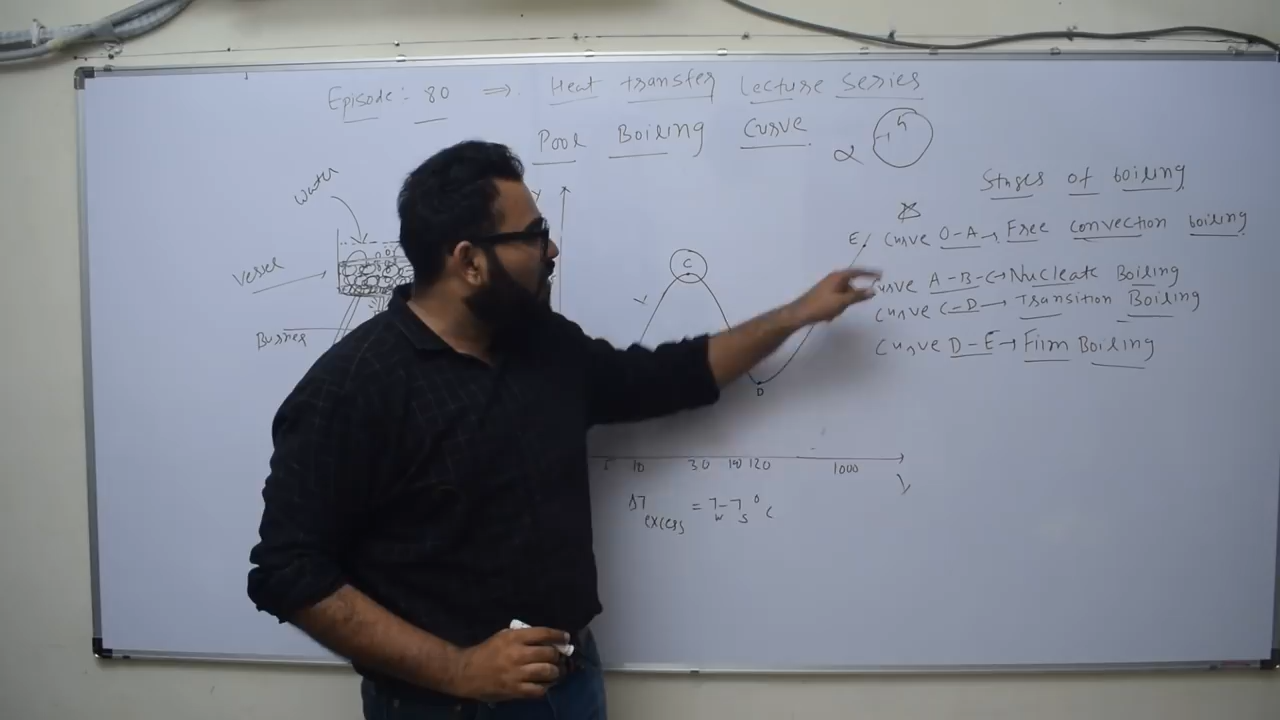 Episode:- 80 ⇒ Heat transfer Lecture Series
Pool Boiling Curve
α
Water
Vessel
Burner
Y
C
D
E
5 10 30 120 1000
ΔT excess = Tw - Ts °C
Stages of boiling
Curve O-A → Free convection boiling
Curve A-B-C → Nucleate Boiling
Curve C-D → Transition Boiling
Curve D-E → Film Boiling